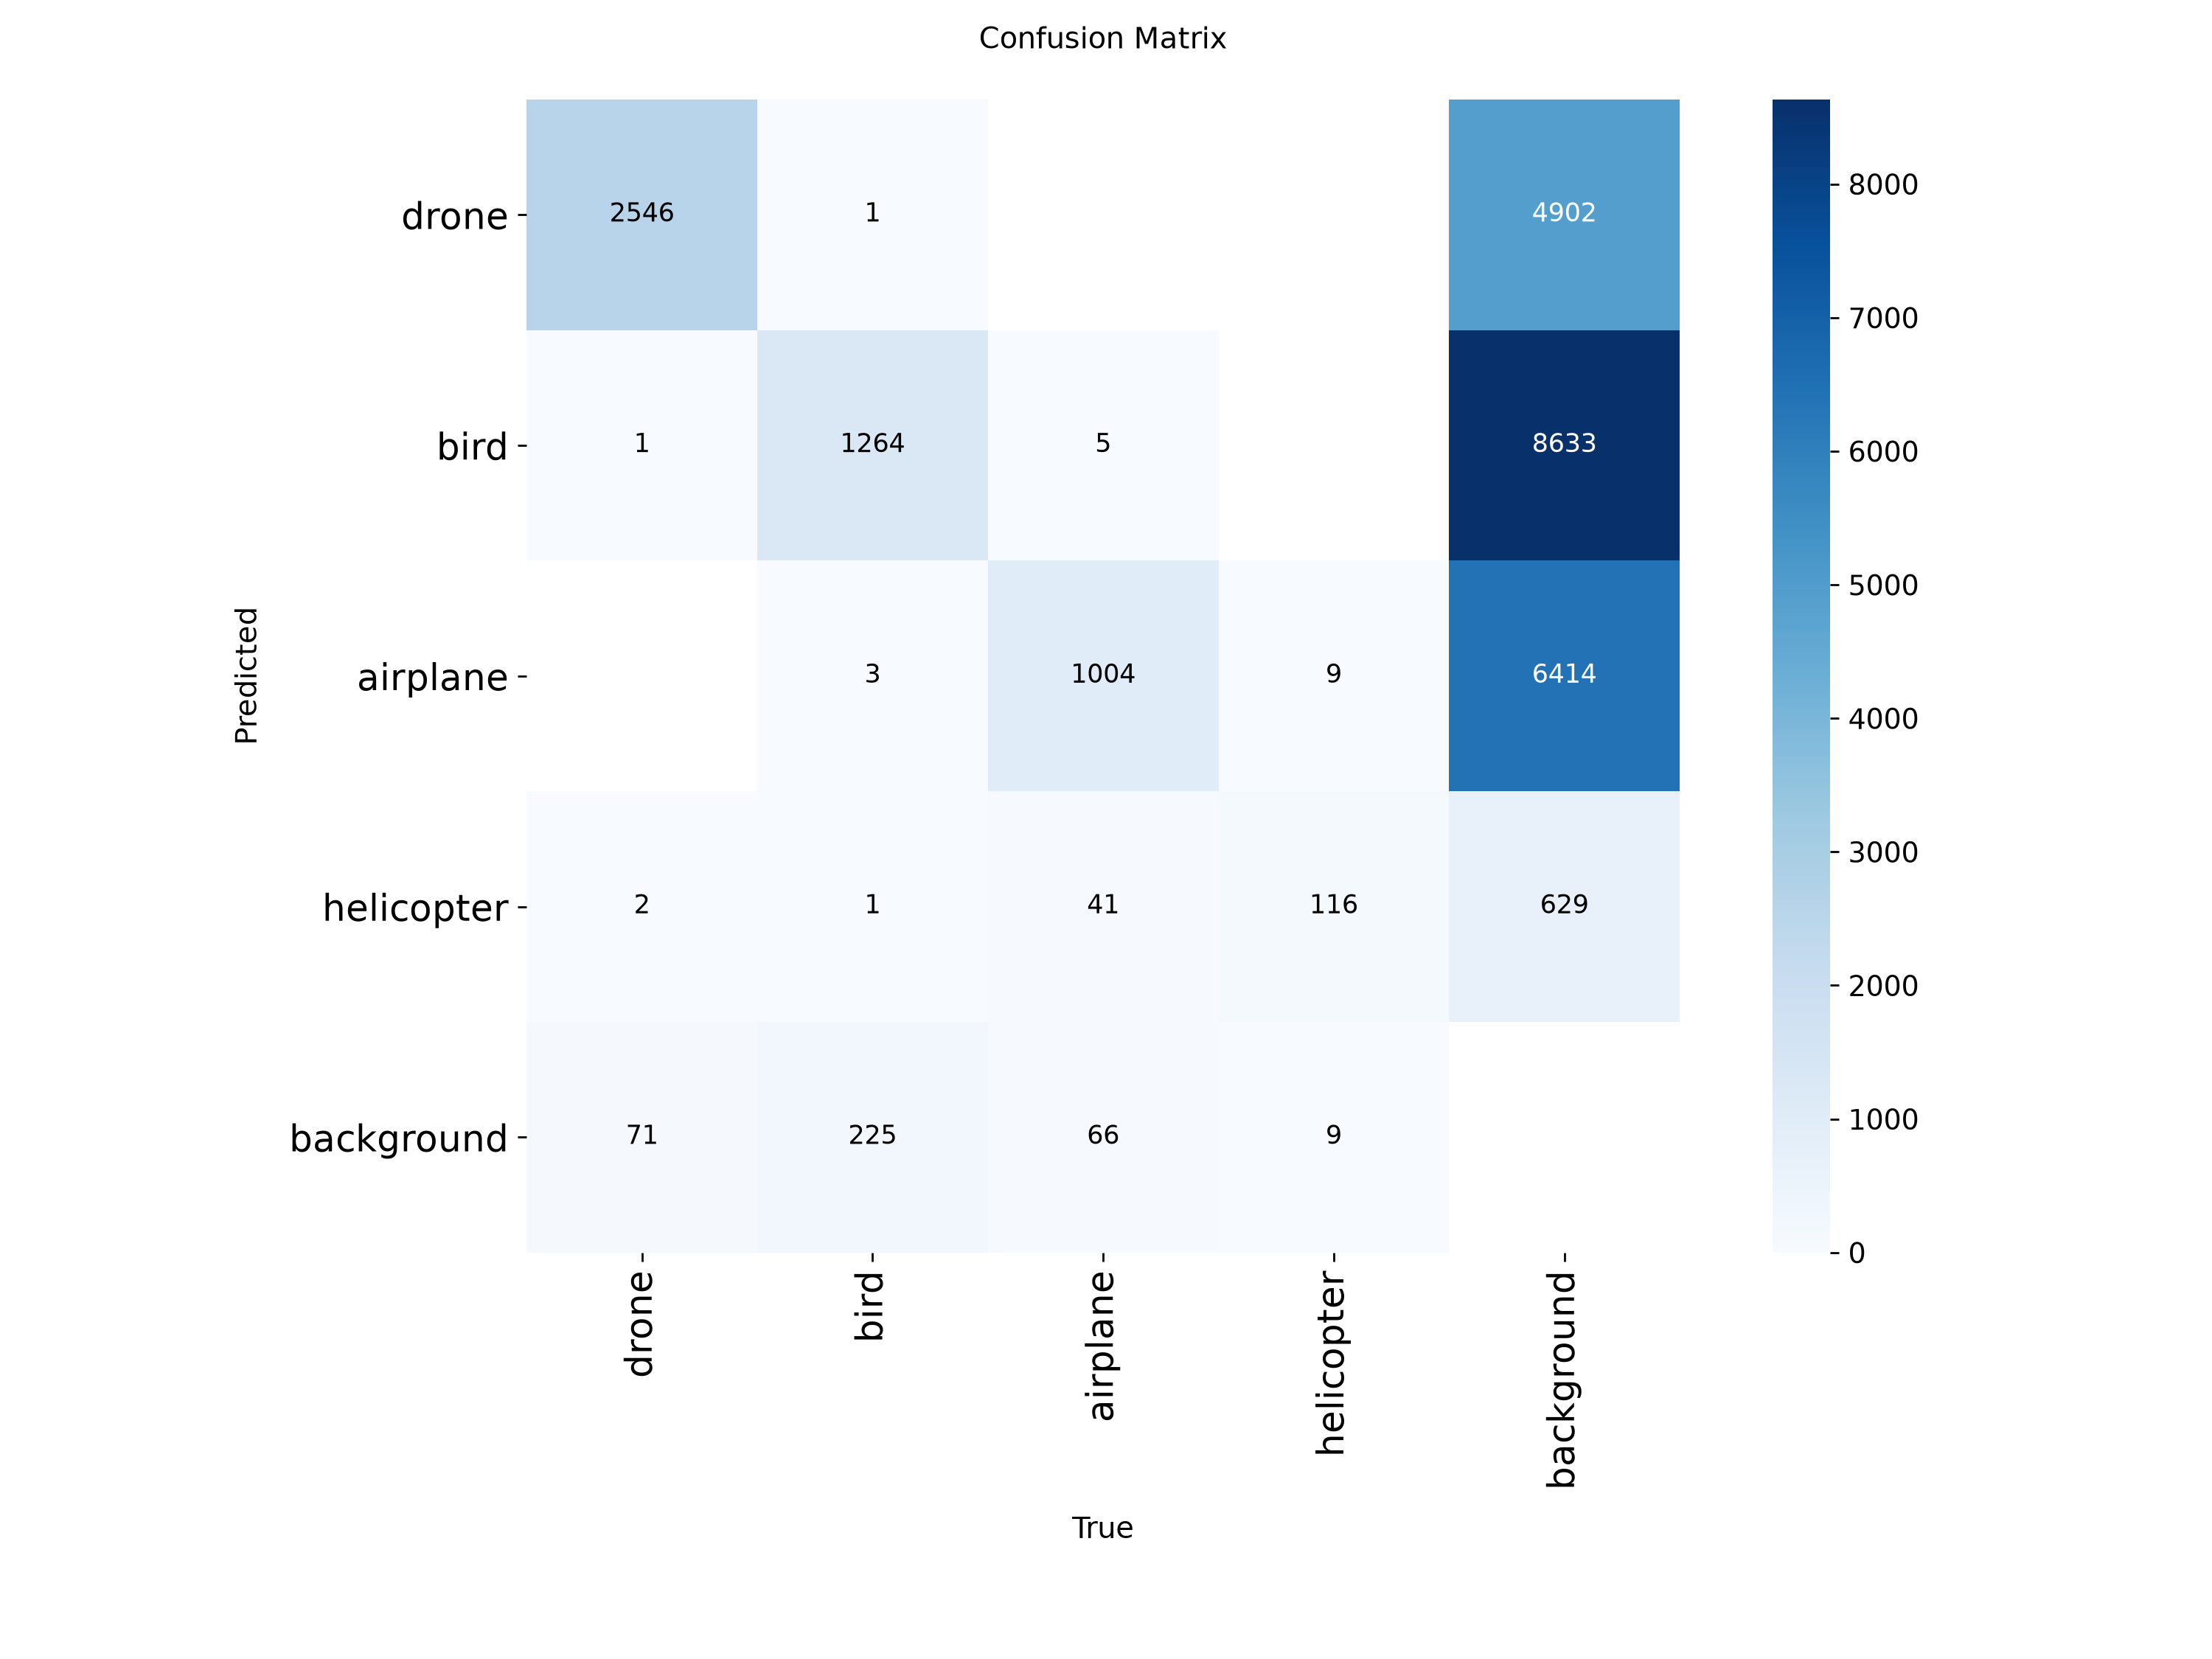 Confusion Matrix
drone
2546
1
4902
bird
1
1264
5
8633
airplane
3
1004
9
6414
helicopter
2
1
41
116
629
background
71
225
66
9
Predicted
drone
bird
airplane
helicopter
background
True
8000
7000
6000
5000
4000
3000
2000
1000
0